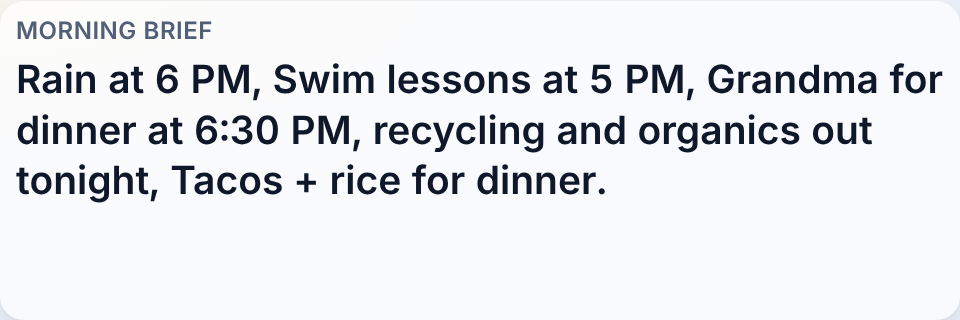 MORNING BRIEF
Rain at 6 PM, Swim lessons at 5 PM, Grandma for
dinner at 6:30 PM, recycling and organics out
tonight, Tacos + rice for dinner.